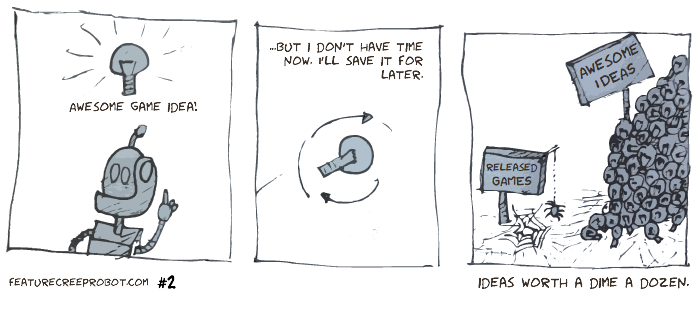 AWESOME GAME IDEA!
...BUT I DON'T HAVE TIME
NOW. I'LL SAVE IT FOR
LATER.
AWESOME
IDEAS
RELEASED
GAMES
FEATURECREEPROBOT.COM #2
IDEAS WORTH A DIME A DOZEN.